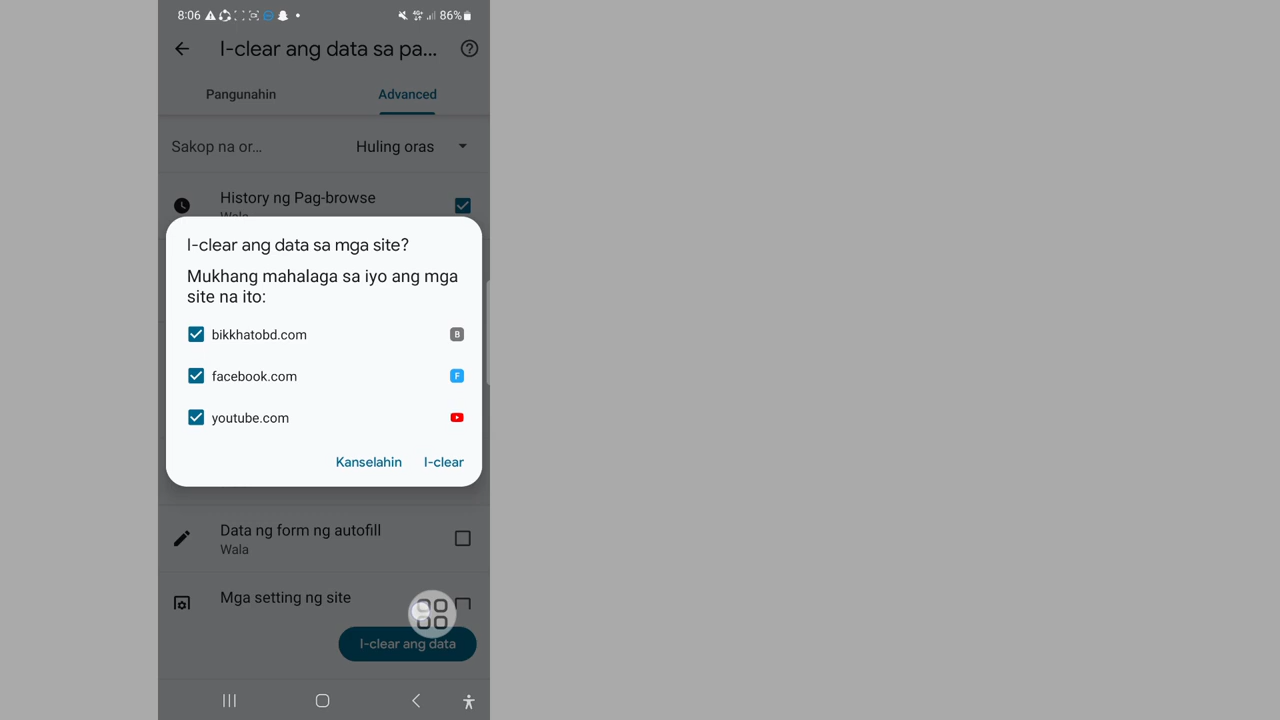 8:06
4G+
86%
I-clear ang data sa pa...
Pangunahin
Advanced
Sakop na or...
Huling oras
History ng Pag-browse
I-clear ang data sa mga site?
Mukhang mahalaga sa iyo ang mga
site na ito:
bikkhatobd.com
B
facebook.com
F
youtube.com
Kanselahin
I-clear
Data ng form ng autofill
Wala
Mga setting ng site
I-clear ang data